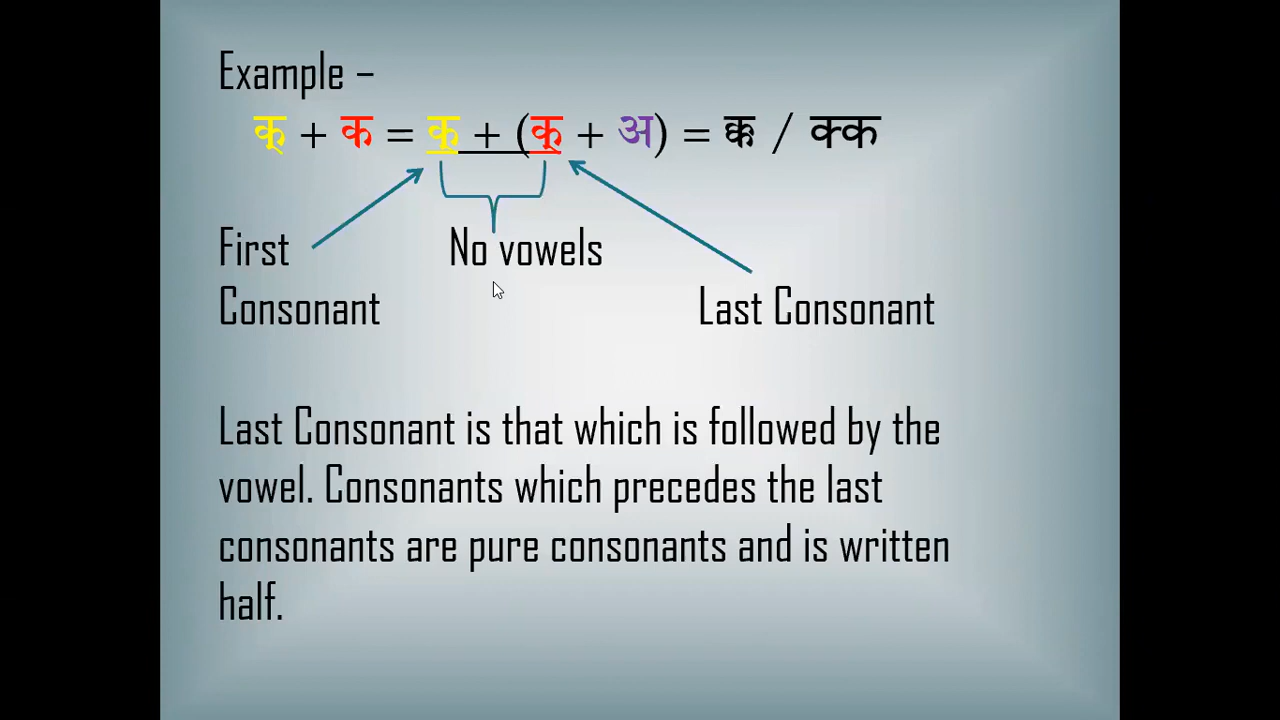 Example –
क् + क = क् + (क् + अ) = क्क / क्‍क
First No vowels
Consonant Last Consonant
Last Consonant is that which is followed by the
vowel. Consonants which precedes the last
consonants are pure consonants and is written
half.